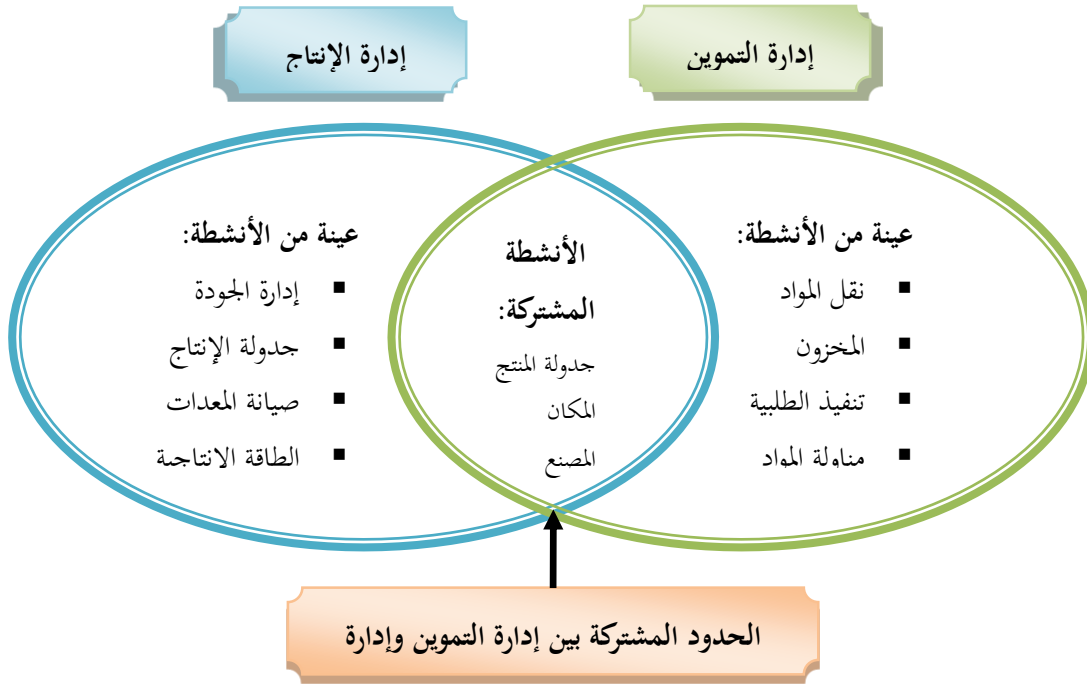 إدارة التموين
إدارة الإنتاج
عينة من الأنشطة:
▪ نقل المواد
▪ المخزون
▪ تنفيذ الطلبية
▪ مناولة المواد
الأنشطة
المشتركة:
جدولة المنتج
المكان
المصنع
عينة من الأنشطة:
▪ إدارة الجودة
▪ جدولة الإنتاج
▪ صيانة المعدات
▪ الطاقة الانتاجية
الحدود المشتركة بين إدارة التموين وإدارة